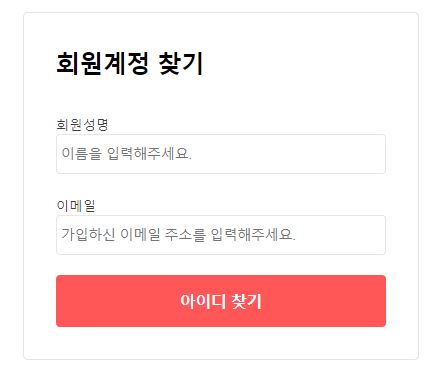 회원계정 찾기
회원성명
이름을 입력해주세요.
이메일
가입하신 이메일 주소를 입력해주세요.
아이디 찾기